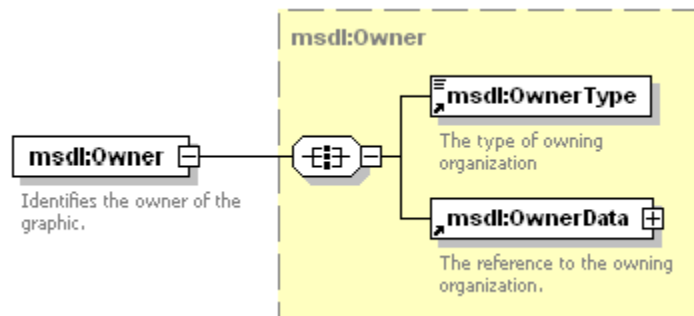 msdl:Owner
msdl:OwnerType
The type of owning
organization
msdl:Owner
Identifies the owner of the
graphic.
msdl:OwnerData
The reference to the owning
organization.